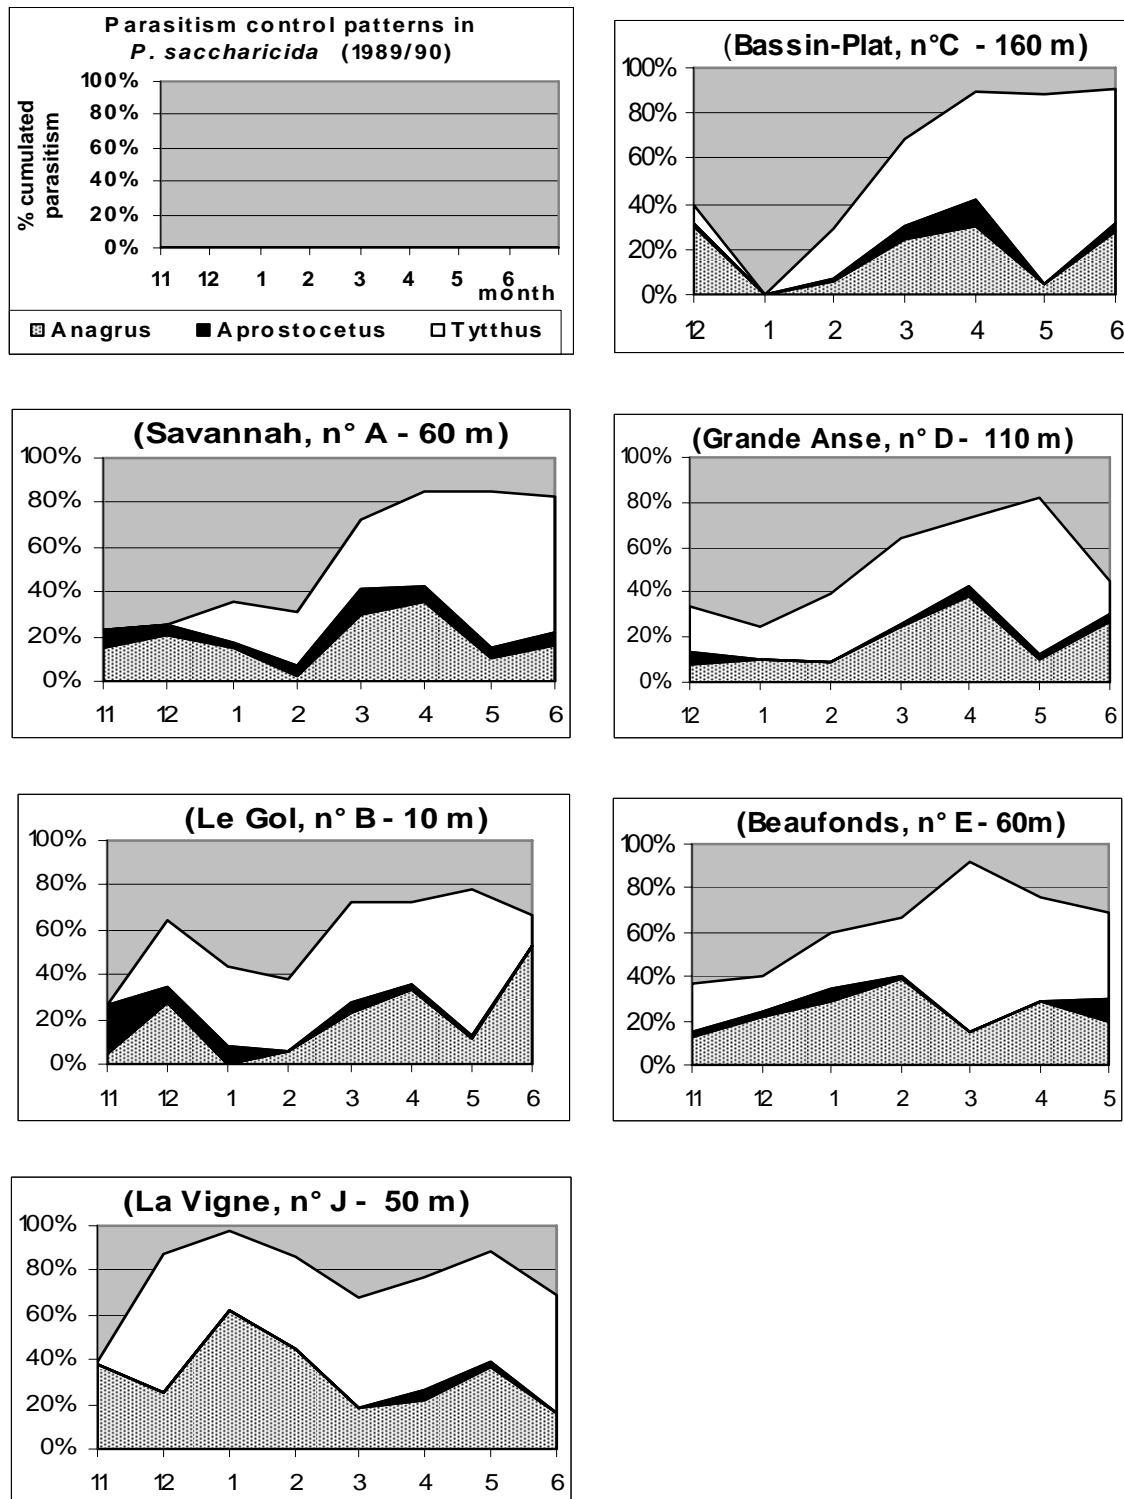 Parasitism control patterns in
P. saccharicida (1989/90)
% cumulated
parasitism
100%
80%
60%
40%
20%
0%
11 12 1 2 3 4 5 6
month
Anagrus Aprostocetus Tytthus
(Bassin-Plat, n°C - 160 m)
100%
80%
60%
40%
20%
0%
12 1 2 3 4 5 6
(Savannah, n° A - 60 m)
100%
80%
60%
40%
20%
0%
11 12 1 2 3 4 5 6
(Grande Anse, n° D - 110 m)
100%
80%
60%
40%
20%
0%
12 1 2 3 4 5 6
(Le Gol, n° B - 10 m)
100%
80%
60%
40%
20%
0%
11 12 1 2 3 4 5 6
(Beaufonds, n° E - 60m)
100%
80%
60%
40%
20%
0%
11 12 1 2 3 4 5
(La Vigne, n° J - 50 m)
100%
80%
60%
40%
20%
0%
11 12 1 2 3 4 5 6